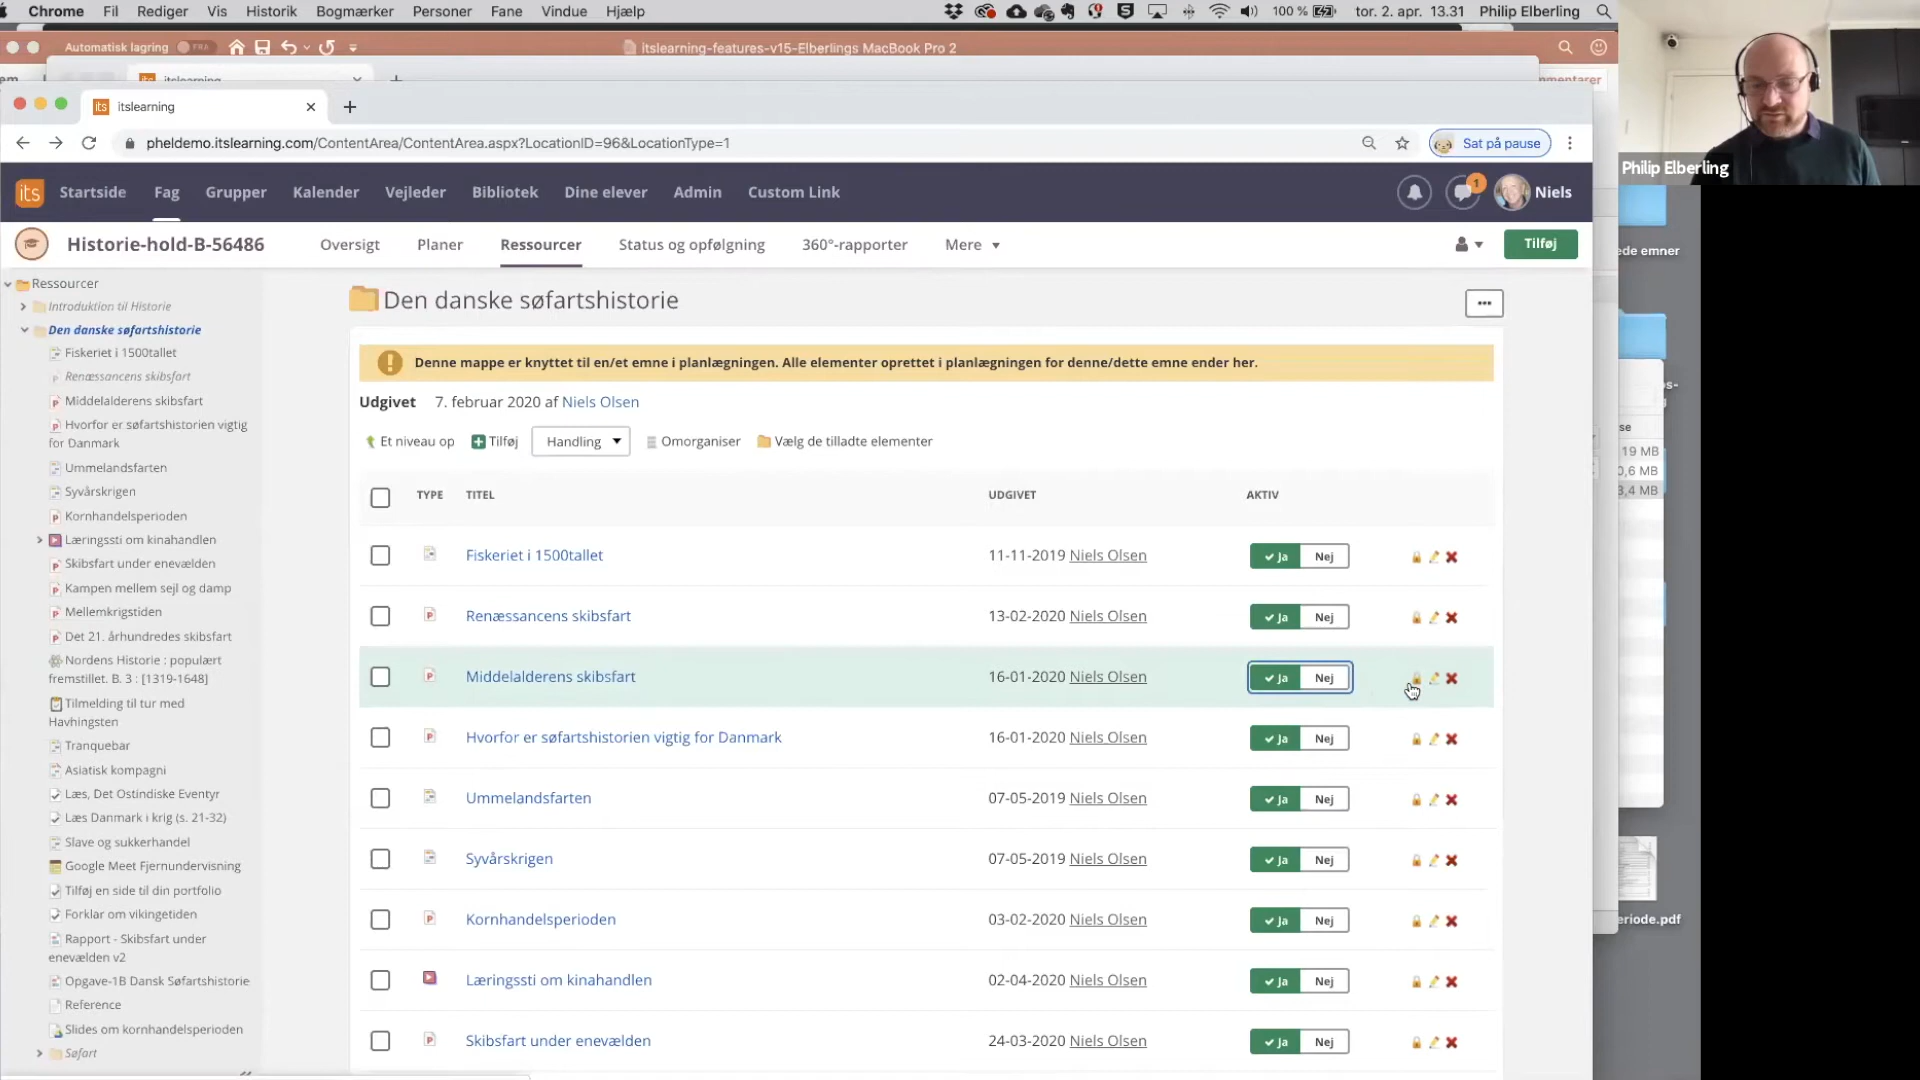 Chrome Fil Rediger Vis Historik Bogmærker Personer Fane Vindue Hjælp 100 % tor. 2. apr. 13.31 Philip Elberling
Automatisk lagring FRA itslearning-features-v15-Elberlings MacBook Pro 2
itslearning
mmentarer
its itslearning
pheldemo.itslearning.com/ContentArea/ContentArea.aspx?LocationID=96&LocationType=1 Sat på pause
Philip Elberling
its Startside Fag Grupper Kalender Vejleder Bibliotek Dine elever Admin Custom Link 1 Niels
Historie-hold-B-56486 Oversigt Planer Ressourcer Status og opfølgning 360°-rapporter Mere Tilføj
ede emner
Ressourcer
Introduktion til Historie
Den danske søfartshistorie
Fiskeriet i 1500tallet
Renæssancens skibsfart
Middelalderens skibsfart
Hvorfor er søfartshistorien vigtig
for Danmark
Ummelandsfarten
Syvårskrigen
Kornhandelsperioden
Læringssti om kinahandlen
Skibsfart under enevælden
Kampen mellem sejl og damp
Mellemkrigstiden
Det 21. århundredes skibsfart
Nordens Historie : populært
fremstillet. B. 3 : [1319-1648]
Tilmelding til tur med
Havhingsten
Tranquebar
Asiatisk kompagni
Læs, Det Ostindiske Eventyr
Læs Danmark i krig (s. 21-32)
Slave og sukkerhandel
Google Meet Fjernundervisning
Tilføj en side til din portfolio
Forklar om vikingetiden
Rapport - Skibsfart under
enevælden v2
Opgave-1B Dansk Søfartshistorie
Reference
Slides om kornhandelsperioden
Søfart
Den danske søfartshistorie
Denne mappe er knyttet til en/et emne i planlægningen. Alle elementer oprettet i planlægningen for denne/dette emne ender her.
Udgivet 7. februar 2020 af Niels Olsen
Et niveau op Tilføj Handling Omorganiser Vælg de tilladte elementer
TYPE TITEL UDGIVET AKTIV
Fiskeriet i 1500tallet 11-11-2019 Niels Olsen Ja Nej
Renæssancens skibsfart 13-02-2020 Niels Olsen Ja Nej
Middelalderens skibsfart 16-01-2020 Niels Olsen Ja Nej
Hvorfor er søfartshistorien vigtig for Danmark 16-01-2020 Niels Olsen Ja Nej
Ummelandsfarten 07-05-2019 Niels Olsen Ja Nej
Syvårskrigen 07-05-2019 Niels Olsen Ja Nej
Kornhandelsperioden 03-02-2020 Niels Olsen Ja Nej
Læringssti om kinahandlen 02-04-2020 Niels Olsen Ja Nej
Skibsfart under enevælden 24-03-2020 Niels Olsen Ja Nej
se
19 MB
0,6 MB
3,4 MB
eriode.pdf